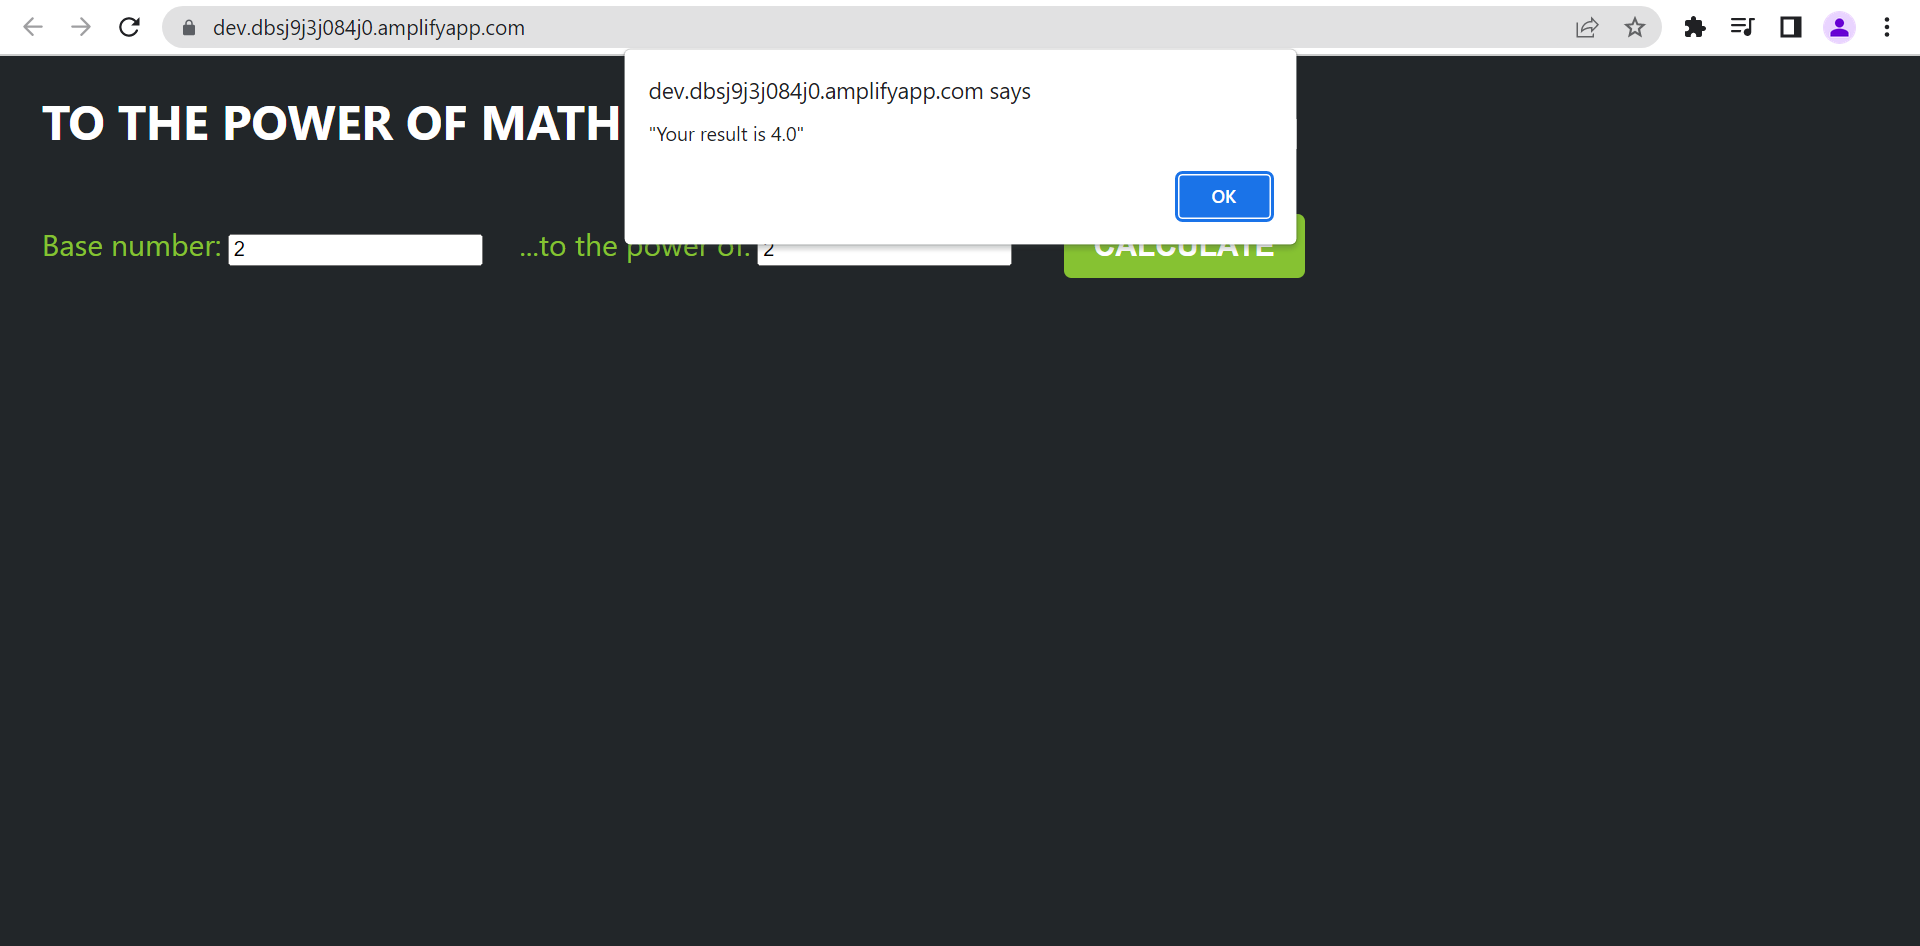 dev.dbsj9j3j084j0.amplifyapp.com
dev.dbsj9j3j084j0.amplifyapp.com says
"Your result is 4.0"
OK
TO THE POWER OF MATH
Base number: 2 ...to the power of: 2 CALCULATE